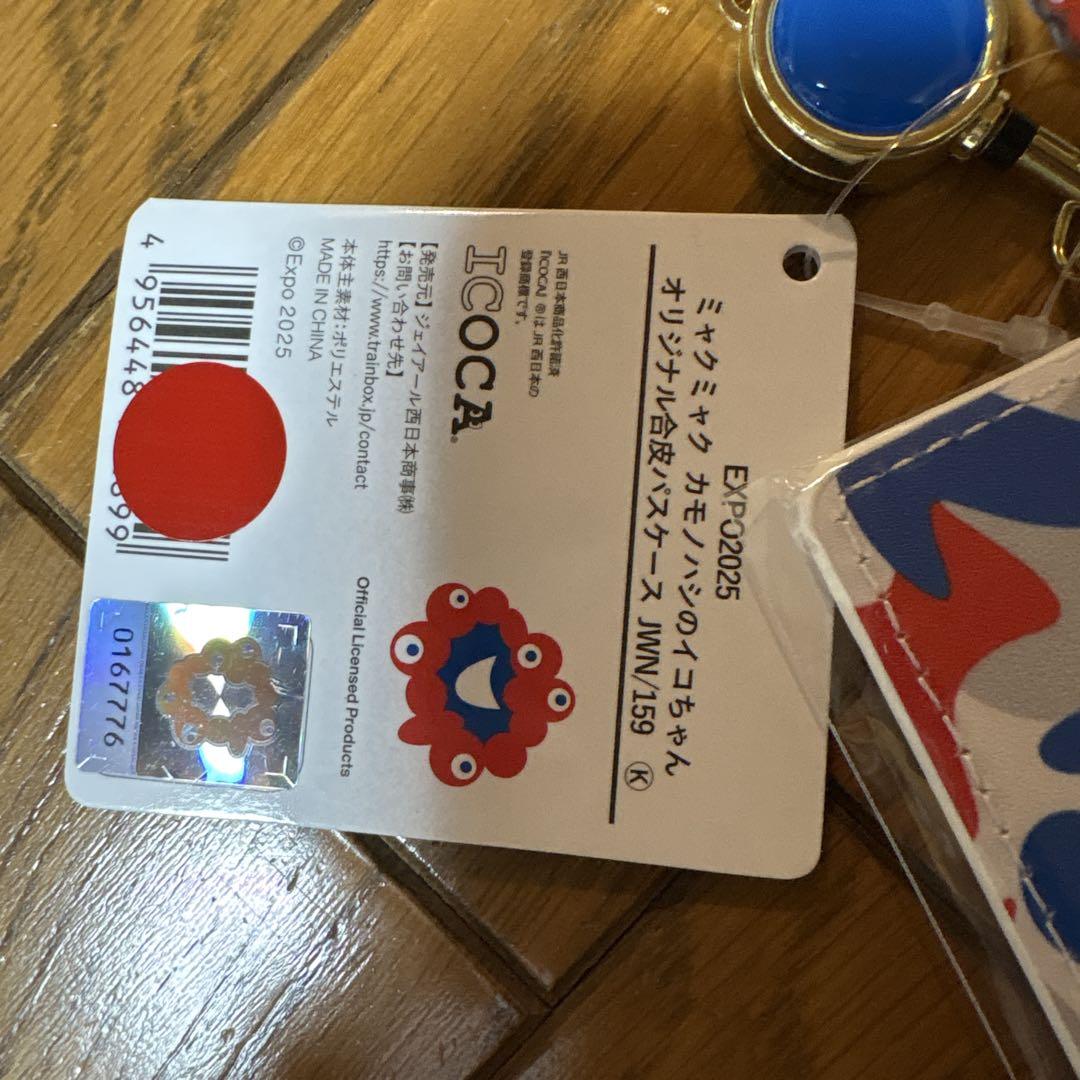 EXPO2025
ミャクミャク カモノハシのイコちゃん
オリジナル合皮パスケース JWN/159 Ⓚ
JR西日本商品化許諾済
「ICOCA」®はJR西日本の
登録商標です。
ICOCA®
【発売元】ジェイアール西日本商事㈱
【お問い合わせ先】
https://www.trainbox.jp/contact
本体主素材:ポリエステル
MADE IN CHINA
©Expo 2025
Official Licensed Products
4 956448
899
0167776